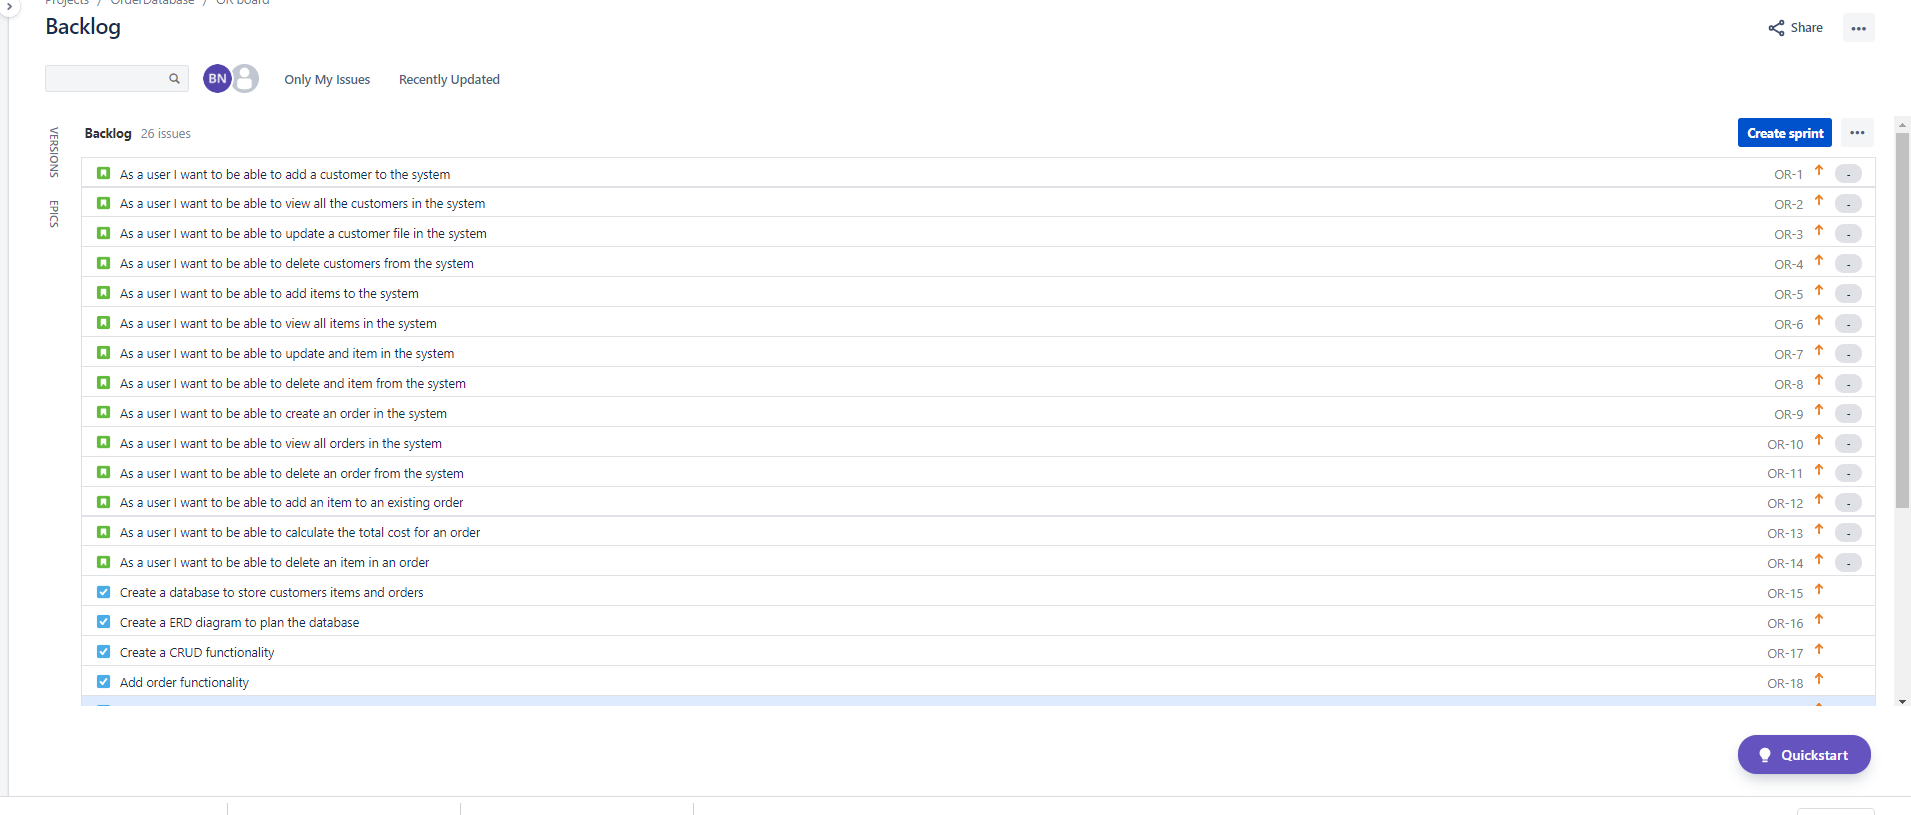 Projects / OrderDatabase / OR board
Backlog
Share
BN
Only My Issues
Recently Updated
VERSIONS
EPICS
Backlog 26 issues
Create sprint
As a user I want to be able to add a customer to the system OR-1 -
As a user I want to be able to view all the customers in the system OR-2 -
As a user I want to be able to update a customer file in the system OR-3 -
As a user I want to be able to delete customers from the system OR-4 -
As a user I want to be able to add items to the system OR-5 -
As a user I want to be able to view all items in the system OR-6 -
As a user I want to be able to update and item in the system OR-7 -
As a user I want to be able to delete and item from the system OR-8 -
As a user I want to be able to create an order in the system OR-9 -
As a user I want to be able to view all orders in the system OR-10 -
As a user I want to be able to delete an order from the system OR-11 -
As a user I want to be able to add an item to an existing order OR-12 -
As a user I want to be able to calculate the total cost for an order OR-13 -
As a user I want to be able to delete an item in an order OR-14 -
Create a database to store customers items and orders OR-15
Create a ERD diagram to plan the database OR-16
Create a CRUD functionality OR-17
Add order functionality OR-18
Quickstart